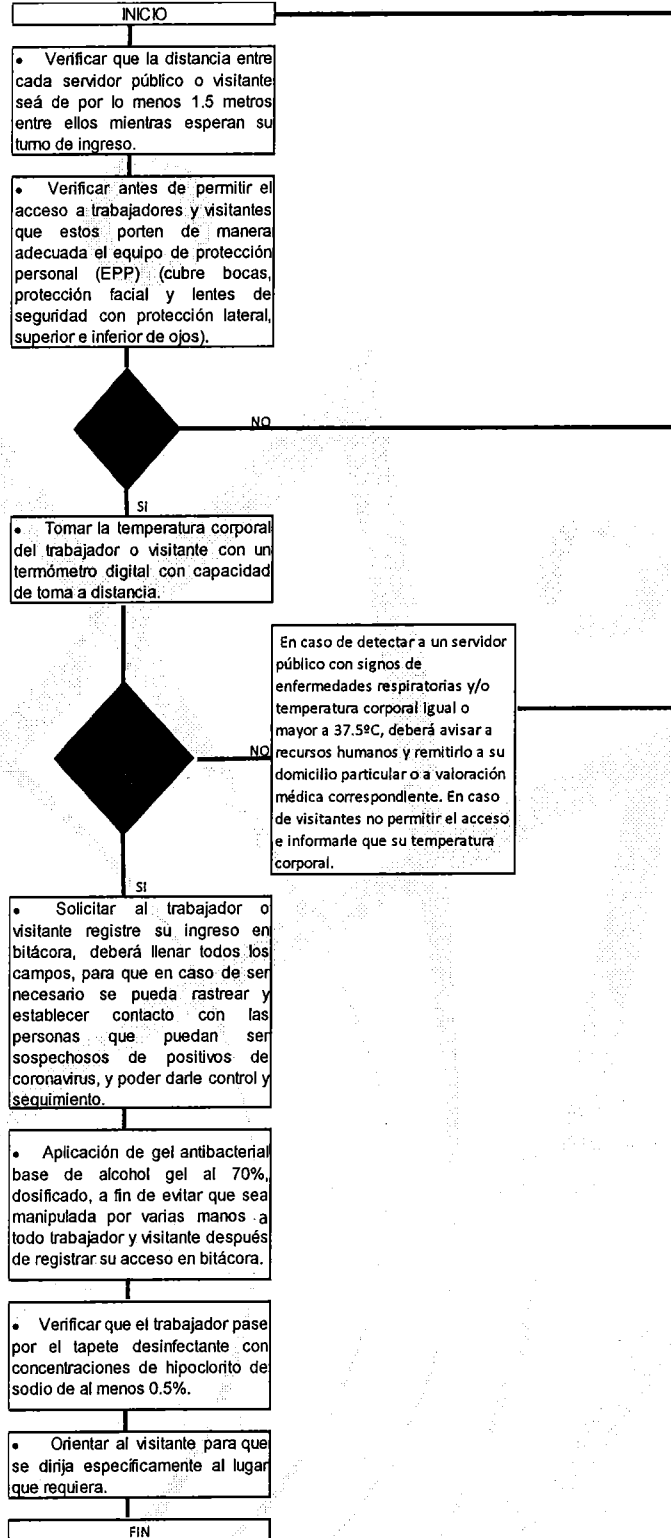 INICIO
• Verificar que la distancia entre
cada servidor público o visitante
seá de por lo menos 1.5 metros
entre ellos mientras esperan su
turno de ingreso.
• Verificar antes de permitir el
acceso a trabajadores y visitantes
que estos porten de manera
adecuada el equipo de protección
personal (EPP) (cubre bocas,
protección facial y lentes de
seguridad con protección lateral,
superior e inferior de ojos).
NO
SI
• Tomar la temperatura corporal
del trabajador o visitante con un
termómetro digital con capacidad
de toma a distancia.
En caso de detectar a un servidor
público con signos de
enfermedades respiratorias y/o
temperatura corporal Igual o
mayor a 37.5ºC, deberá avisar a
recursos humanos y remitirlo a su
domicilio particular o a valoración
médica correspondiente. En caso
de visitantes no permitir el acceso
e informarle que su temperatura
corporal.
NO
SI
• Solicitar al trabajador o
visitante registre su ingreso en
bitácora, deberá llenar todos los
campos, para que en caso de ser
necesario se pueda rastrear y
establecer contacto con las
personas que puedan ser
sospechosos de positivos de
coronavirus, y poder darle control y
seguimiento.
• Aplicación de gel antibacterial
base de alcohol gel al 70%,
dosificado, a fin de evitar que sea
manipulada por varias manos a
todo trabajador y visitante después
de registrar su acceso en bitácora.
• Verificar que el trabajador pase
por el tapete desinfectante con
concentraciones de hipoclorito de
sodio de al menos 0.5%.
• Orientar al visitante para que
se dirija específicamente al lugar
que requiera.
FIN